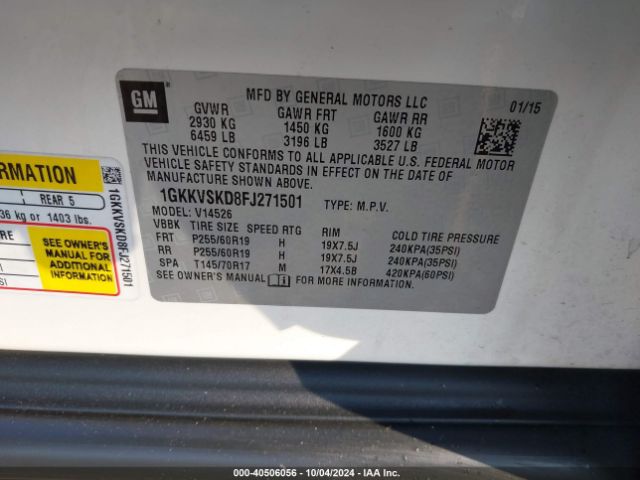 GM
MFD BY GENERAL MOTORS LLC
01/15
GVWR GAWR FRT GAWR RR
2930 KG 1450 KG 1600 KG
6459 LB 3196 LB 3527 LB
THIS VEHICLE CONFORMS TO ALL APPLICABLE U.S. FEDERAL MOTOR
VEHICLE SAFETY STANDARDS IN EFFECT ON THE DATE OF
MANUFACTURE SHOWN ABOVE.
1GKKVSKD8FJ271501 TYPE: M.P.V.
MODEL: V14526
VBBK TIRE SIZE SPEED RTG RIM COLD TIRE PRESSURE
FRT P255/60R19 H 19X7.5J 240KPA(35PSI)
RR P255/60R19 H 19X7.5J 240KPA(35PSI)
SPA T145/70R17 M 17X4.5B 420KPA(60PSI)
SEE OWNER'S MANUAL FOR MORE INFORMATION
FORMATION
REAR 5
36 kg or 1403 lbs.
SEE OWNER'S
MANUAL FOR
ADDITIONAL
INFORMATION
1GKKVSKD8FJ271501
000-40506056 - 10/04/2024 - IAAI.COM